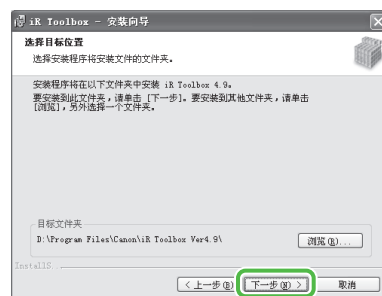 iR Toolbox - 安装向导
选择目标位置
选择安装程序将安装文件的文件夹。
安装程序将在以下文件夹中安装 iR Toolbox 4.9。
要安装到此文件夹，请单击 [下一步]。要安装到其他文件夹，请单击
[浏览]，另外选择一个文件夹。
目标文件夹
D:\Program Files\Canon\iR Toolbox Ver4.9\
浏览(R)...
InstallS
< 上一步(B) 下一步(N) > 取消